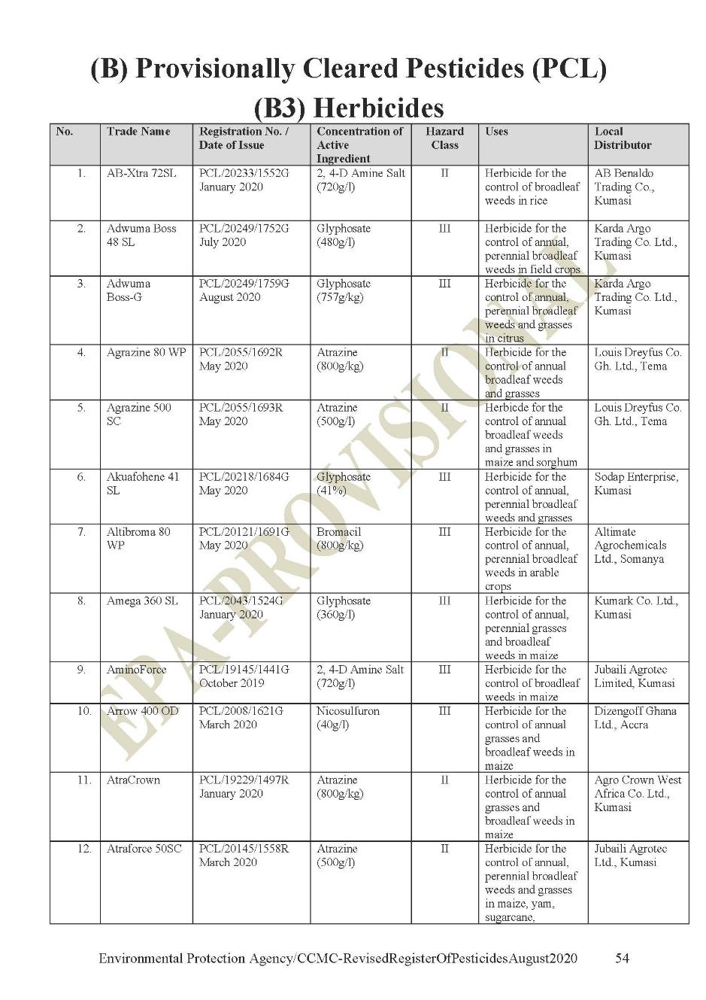 (B) Provisionally Cleared Pesticides (PCL)
(B3) Herbicides
No. Trade Name Registration No. / Concentration of Hazard Uses Local
Date of Issue Active Class Distributor
Ingredient
1. AB-Xtra 72SL PCL/20233/1552G 2, 4-D Amine Salt II Herbicide for the AB Benaldo
January 2020 (720g/l) control of broadleaf Trading Co.,
weeds in rice Kumasi
2. Adwuma Boss PCL/20249/1752G Glyphosate III Herbicide for the Karda Argo
48 SL July 2020 (480g/l) control of annual, Trading Co. Ltd.,
perennial broadleaf Kumasi
weeds in field crops
3. Adwuma PCL/20249/1759G Glyphosate III Herbicide for the Karda Argo
Boss-G August 2020 (757g/kg) control of annual, Trading Co. Ltd.,
perennial broadleaf Kumasi
weeds and grasses
in citrus
4. Agrazine 80 WP PCL/2055/1692R Atrazine II Herbicide for the Louis Dreyfus Co.
May 2020 (800g/kg) control of annual Gh. Ltd., Tema
broadleaf weeds
and grasses
5. Agrazine 500 PCL/2055/1693R Atrazine II Herbicde for the Louis Dreyfus Co.
SC May 2020 (500g/l) control of annual Gh. Ltd., Tema
broadleaf weeds
and grasses in
maize and sorghum
6. Akuafohene 41 PCL/20218/1684G Glyphosate III Herbicide for the Sodap Enterprise,
SL May 2020 (41%) control of annual, Kumasi
perennial broadleaf
weeds and grasses
7. Altibroma 80 PCL/20121/1691G Bromacil III Herbicide for the Altimate
WP May 2020 (800g/kg) control of annual, Agrochemicals
perennial broadleaf Ltd., Somanya
weeds in arable
crops
8. Amega 360 SL PCL/2043/1524G Glyphosate III Herbicide for the Kumark Co. Ltd.,
January 2020 (360g/l) control of annual, Kumasi
perennial grasses
and broadleaf
weeds in maize
9. AminoForce PCL/19145/1441G 2, 4-D Amine Salt III Herbicide for the Jubaili Agrotec
October 2019 (720g/l) control of broadleaf Limited, Kumasi
weeds in maize
10. Arrow 400 OD PCL/2008/1621G Nicosulfuron III Herbicide for the Dizengoff Ghana
March 2020 (40g/l) control of annual Ltd., Accra
grasses and
broadleaf weeds in
maize
11. AtraCrown PCL/19229/1497R Atrazine II Herbicide for the Agro Crown West
January 2020 (800g/kg) control of annual Africa Co. Ltd.,
grasses and Kumasi
broadleaf weeds in
maize
12. Atraforce 50SC PCL/20145/1558R Atrazine II Herbicide for the Jubaili Agrotec
March 2020 (500g/l) control of annual, Ltd., Kumasi
perennial broadleaf
weeds and grasses
in maize, yam,
sugarcane,
EPA-PROVISIONAL
Environmental Protection Agency/CCMC-RevisedRegisterOfPesticidesAugust2020 54